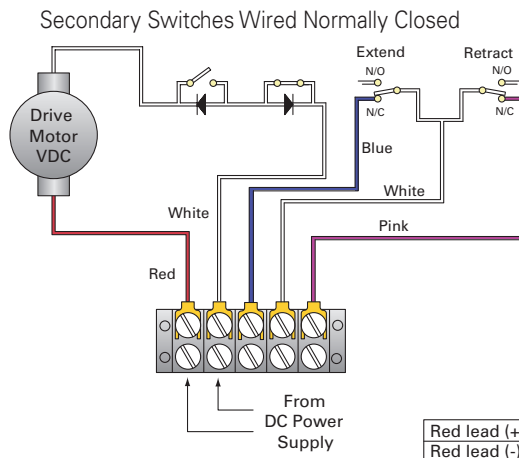 Secondary Switches Wired Normally Closed
Extend
Retract
N/O
N/O
N/C
N/C
Drive
Motor
VDC
Blue
White
White
Pink
Red
From
DC Power
Supply
Red lead (+
Red lead (-)